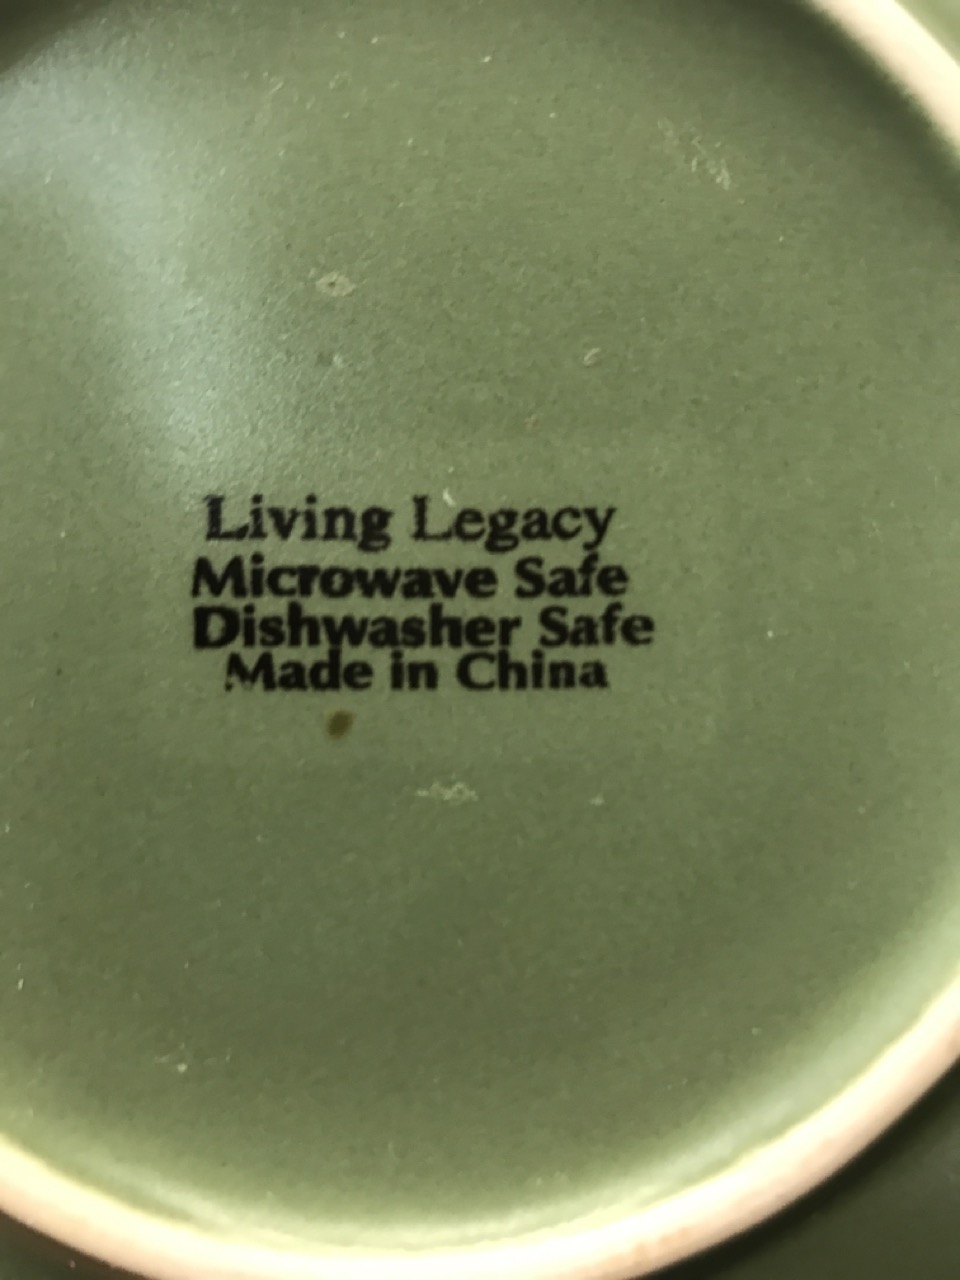 Living Legacy
Microwave Safe
Dishwasher Safe
Made in China